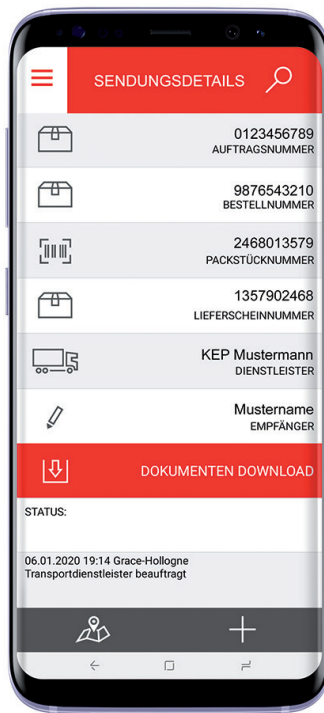 SENDUNGSDETAILS
0123456789
AUFTRAGSNUMMER
9876543210
BESTELLNUMMER
2468013579
PACKSTÜCKNUMMER
1357902468
LIEFERSCHEINNUMMER
KEP Mustermann
DIENSTLEISTER
Mustername
EMPFÄNGER
DOKUMENTEN DOWNLOAD
STATUS:
06.01.2020 19:14 Grace-Hollogne
Transportdienstleister beauftragt